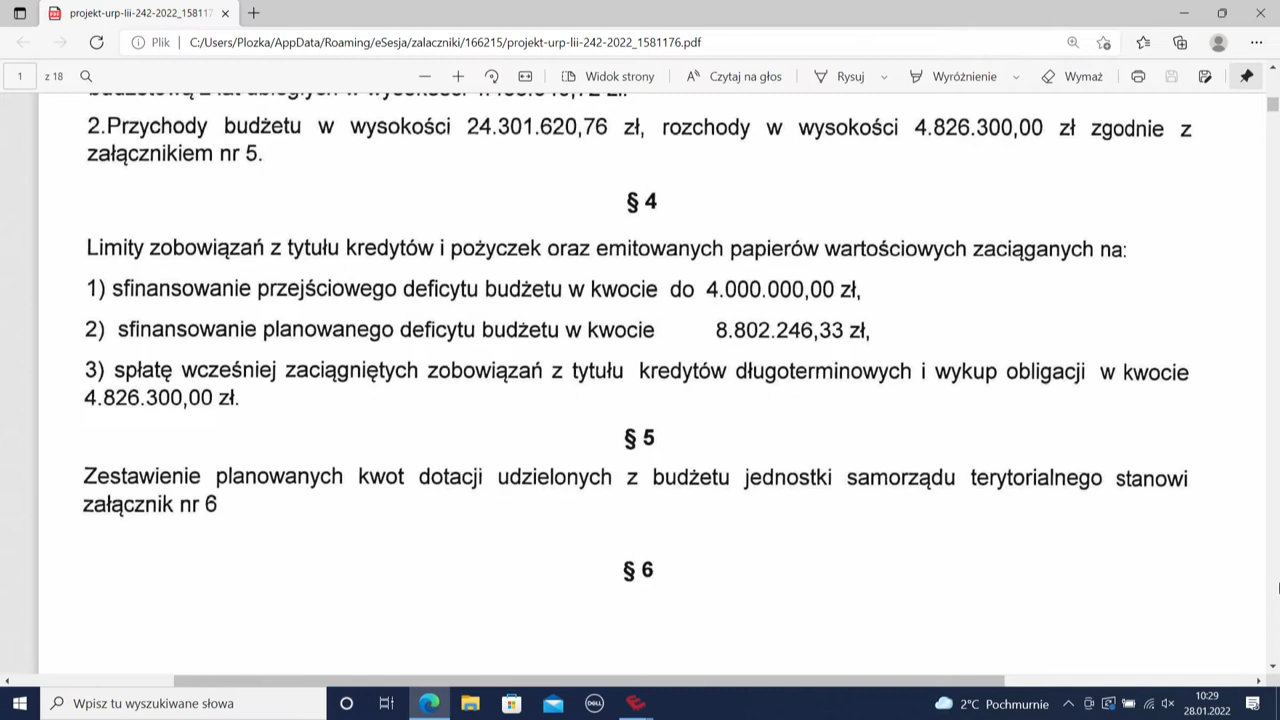 projekt-urp-lii-242-2022_15811
Plik | C:/Users/Plozka/AppData/Roaming/eSesja/zalaczniki/166215/projekt-urp-lii-242-2022_1581176.pdf
1 z 18 Widok strony Czytaj na głos Rysuj Wyróżnienie Wymaż
2.Przychody budżetu w wysokości 24.301.620,76 zł, rozchody w wysokości 4.826.300,00 zł zgodnie z
załącznikiem nr 5.
§ 4
Limity zobowiązań z tytułu kredytów i pożyczek oraz emitowanych papierów wartościowych zaciąganych na:
1) sfinansowanie przejściowego deficytu budżetu w kwocie do 4.000.000,00 zł,
2) sfinansowanie planowanego deficytu budżetu w kwocie 8.802.246,33 zł,
3) spłatę wcześniej zaciągniętych zobowiązań z tytułu kredytów długoterminowych i wykup obligacji w kwocie
4.826.300,00 zł.
§ 5
Zestawienie planowanych kwot dotacji udzielonych z budżetu jednostki samorządu terytorialnego stanowi
załącznik nr 6
§ 6
Wpisz tu wyszukiwane słowa
DELL
2°C Pochmurnie
10:29
28.01.2022